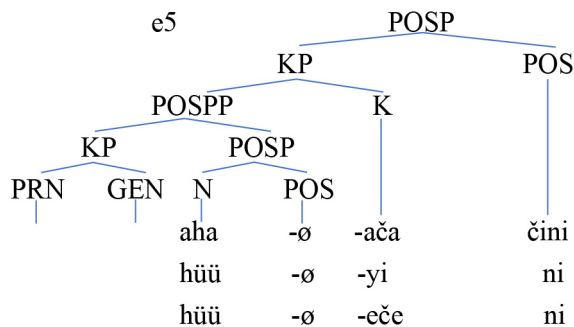 e5 POSP
KP POS
POSPP K
KP POSP
PRN GEN N POS
aha -ø -ača čini
hüü -ø -yi ni
hüü -ø -eče ni